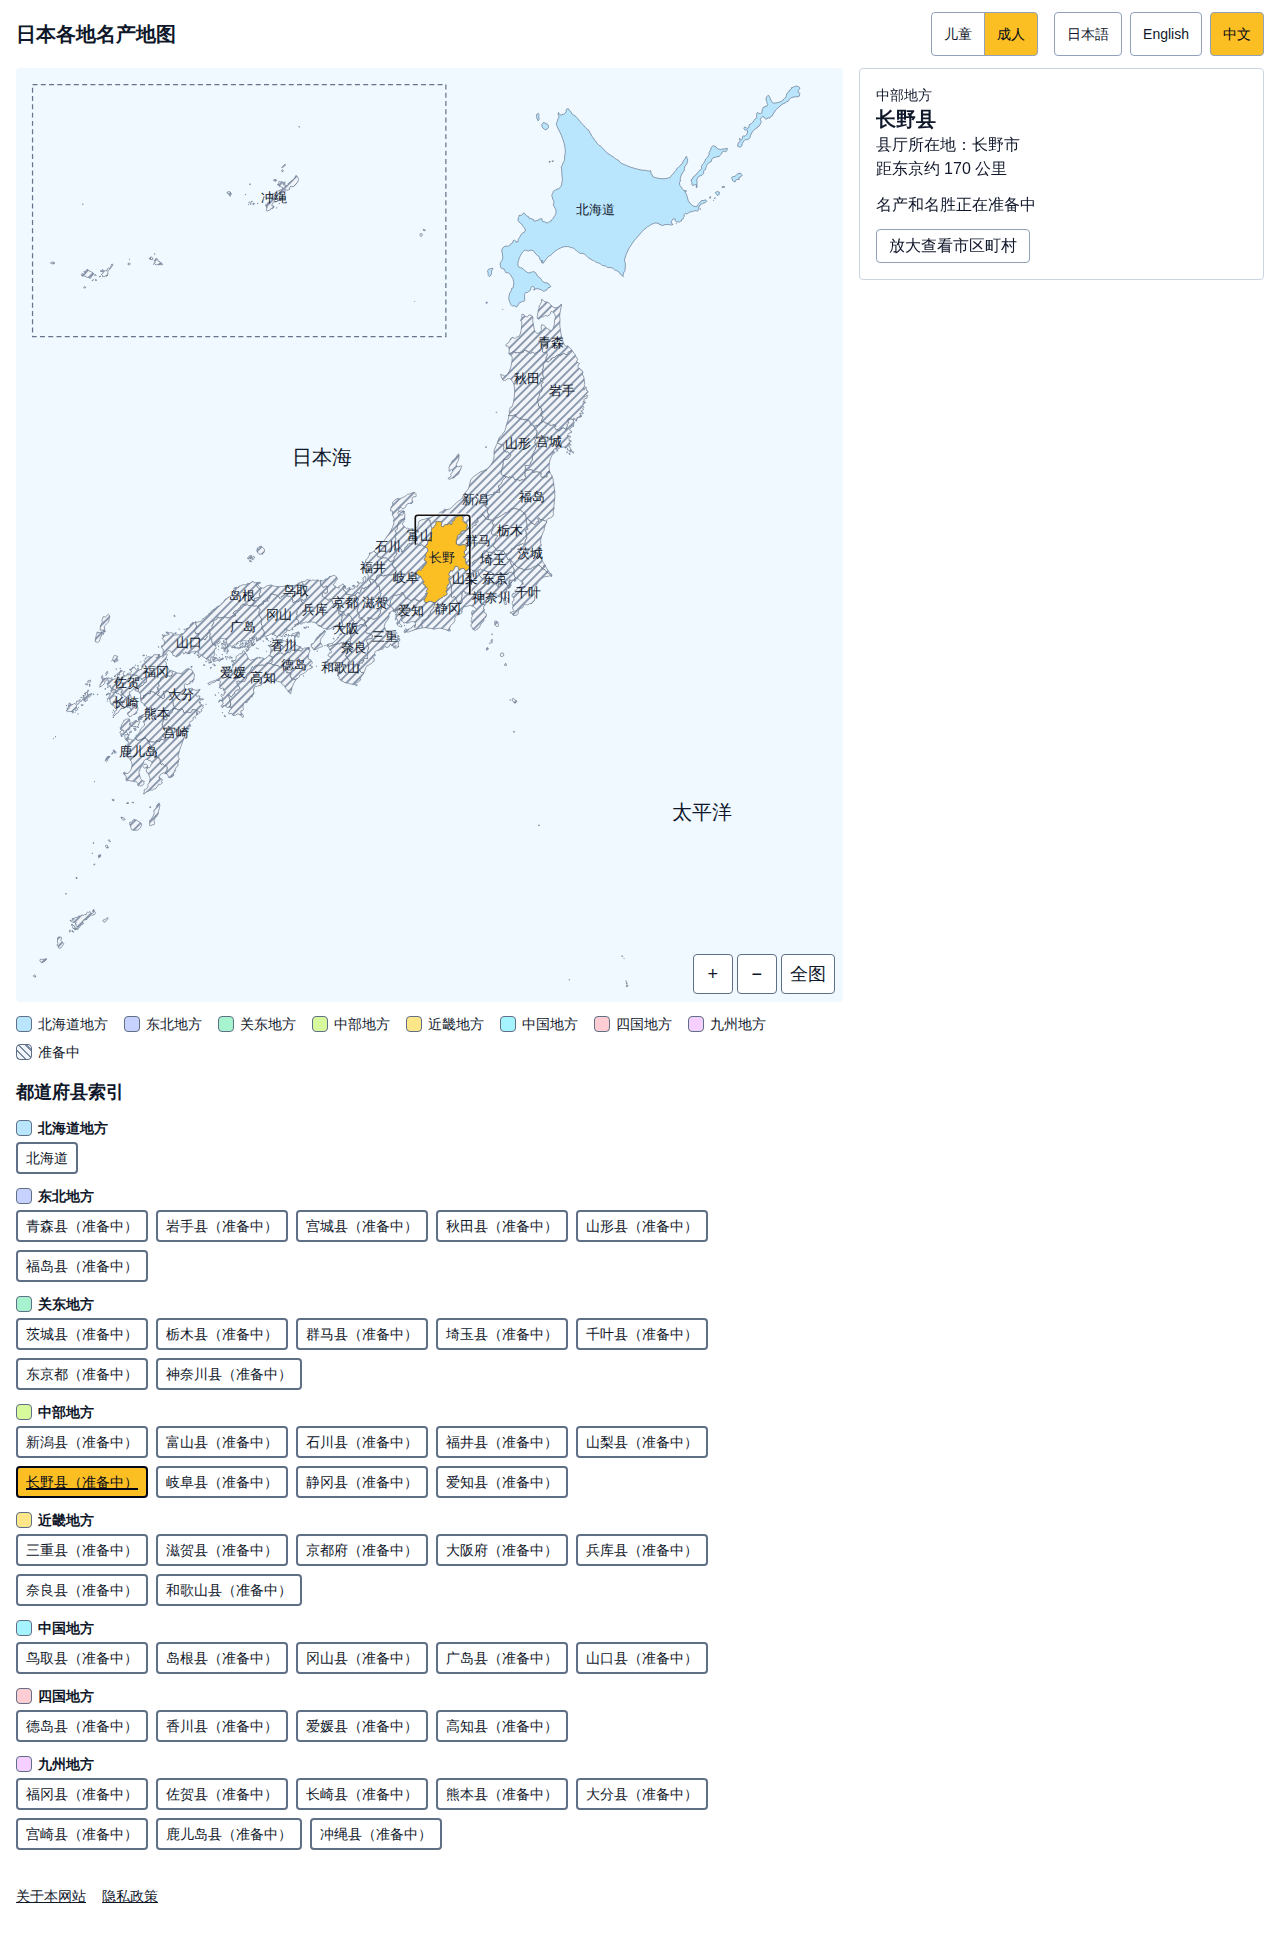 日本各地名产地图
儿童 成人 日本語 English 中文
中部地方
长野县
县厅所在地：长野市
距东京约 170 公里
名产和名胜正在准备中
放大查看市区町村
冲绳
北海道
青森
秋田
岩手
山形 宫城
日本海
新潟 福岛
富山 群马 栃木
石川 长野 埼玉 茨城
福井 岐阜 山梨 东京
神奈川 千叶
岛根 鸟取
冈山 兵库 京都 滋贺 爱知 静冈
广岛 大阪
山口 香川 奈良 三重
福冈 爱媛 高知 德岛 和歌山
佐贺
长崎 大分
熊本
宫崎
鹿儿岛
太平洋
+ − 全图
北海道地方 东北地方 关东地方 中部地方 近畿地方 中国地方 四国地方 九州地方
准备中
都道府县索引
北海道地方
北海道
东北地方
青森县（准备中） 岩手县（准备中） 宫城县（准备中） 秋田县（准备中） 山形县（准备中）
福岛县（准备中）
关东地方
茨城县（准备中） 栃木县（准备中） 群马县（准备中） 埼玉县（准备中） 千叶县（准备中）
东京都（准备中） 神奈川县（准备中）
中部地方
新潟县（准备中） 富山县（准备中） 石川县（准备中） 福井县（准备中） 山梨县（准备中）
长野县（准备中） 岐阜县（准备中） 静冈县（准备中） 爱知县（准备中）
近畿地方
三重县（准备中） 滋贺县（准备中） 京都府（准备中） 大阪府（准备中） 兵库县（准备中）
奈良县（准备中） 和歌山县（准备中）
中国地方
鸟取县（准备中） 岛根县（准备中） 冈山县（准备中） 广岛县（准备中） 山口县（准备中）
四国地方
德岛县（准备中） 香川县（准备中） 爱媛县（准备中） 高知县（准备中）
九州地方
福冈县（准备中） 佐贺县（准备中） 长崎县（准备中） 熊本县（准备中） 大分县（准备中）
宫崎县（准备中） 鹿儿岛县（准备中） 冲绳县（准备中）
关于本网站 隐私政策